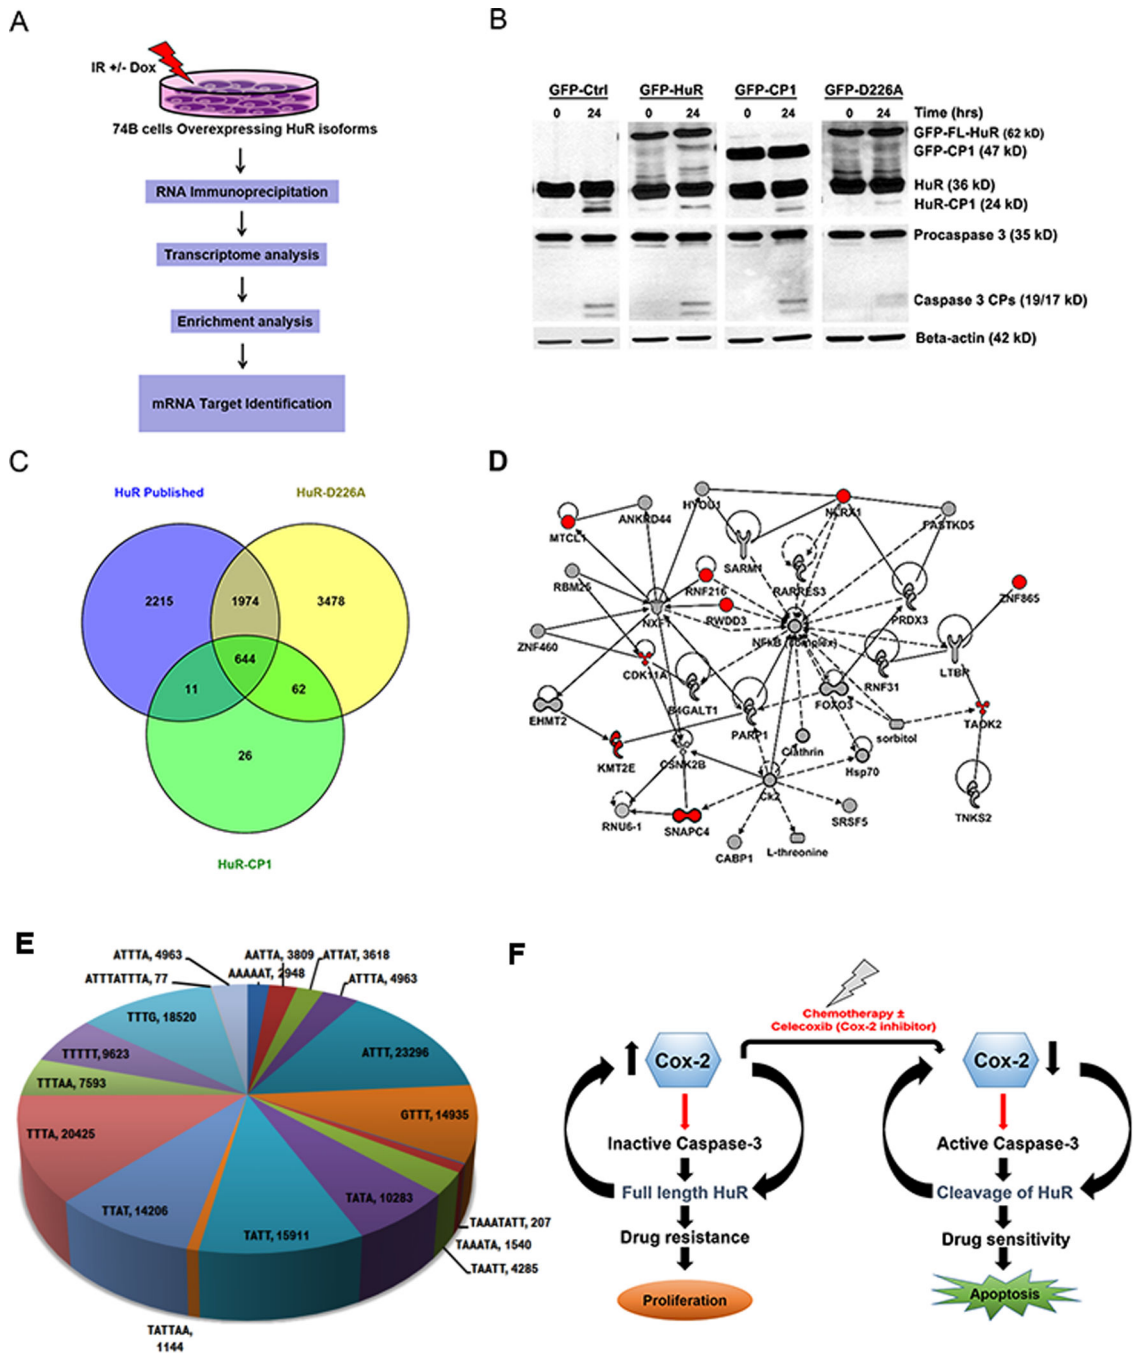 A
IR +/- Dox
74B cells Overexpressing HuR isoforms
RNA Immunoprecipitation
Transcriptome analysis
Enrichment analysis
mRNA Target Identification
B
GFP-Ctrl GFP-HuR GFP-CP1 GFP-D226A
0 24 0 24 0 24 0 24 Time (hrs)
GFP-FL-HuR (62 kD)
GFP-CP1 (47 kD)
HuR (36 kD)
HuR-CP1 (24 kD)
Procaspase 3 (35 kD)
Caspase 3 CPs (19/17 kD)
Beta-actin (42 kD)
C
HuR Published HuR-D226A
2215 1974 3478
644
11 62
26
HuR-CP1
D
HYOU1
NLRX1
ANKRD44
FASTKD5
MTCL1
SARM1
RBM25
RNF216
RARRES3
ZNF865
PRDX3
NXF1
RWDD3
NFkB (complex)
ZNF460
CDK11A
LTBR
RNF31
B4GALT1
FOXO3
EHMT2
PARP1
sorbitol
TAOK2
Clathrin
KMT2E
CSNK2B
Hsp70
Ck2
RNU6-1
SNAPC4
SRSF5
TNKS2
CABP1
L-threonine
E
ATTTA, 4963
AATTA, 3809
ATTAT, 3618
ATTTATTTA, 77
AAAAAT, 2948
ATTTA, 4963
TTTG, 18520
ATTT, 23296
TTTTT, 9623
TTTAA, 7593
GTTT, 14935
TTTA, 20425
TATA, 10283
TTAT, 14206
TATT, 15911
TAAATATT, 207
TAAATA, 1540
TAATT, 4285
TATTAA,
1144
F
Chemotherapy ±
Celecoxib (Cox-2 inhibitor)
Cox-2 Cox-2
Inactive Caspase-3 Active Caspase-3
Full length HuR Cleavage of HuR
Drug resistance Drug sensitivity
Proliferation Apoptosis